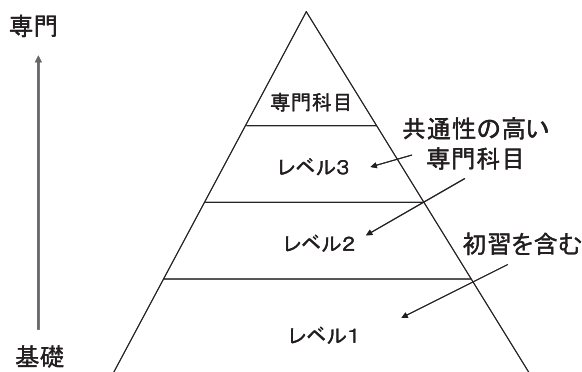 専門
専門科目
共通性の高い
専門科目
レベル3
レベル2
初習を含む
レベル1
基礎